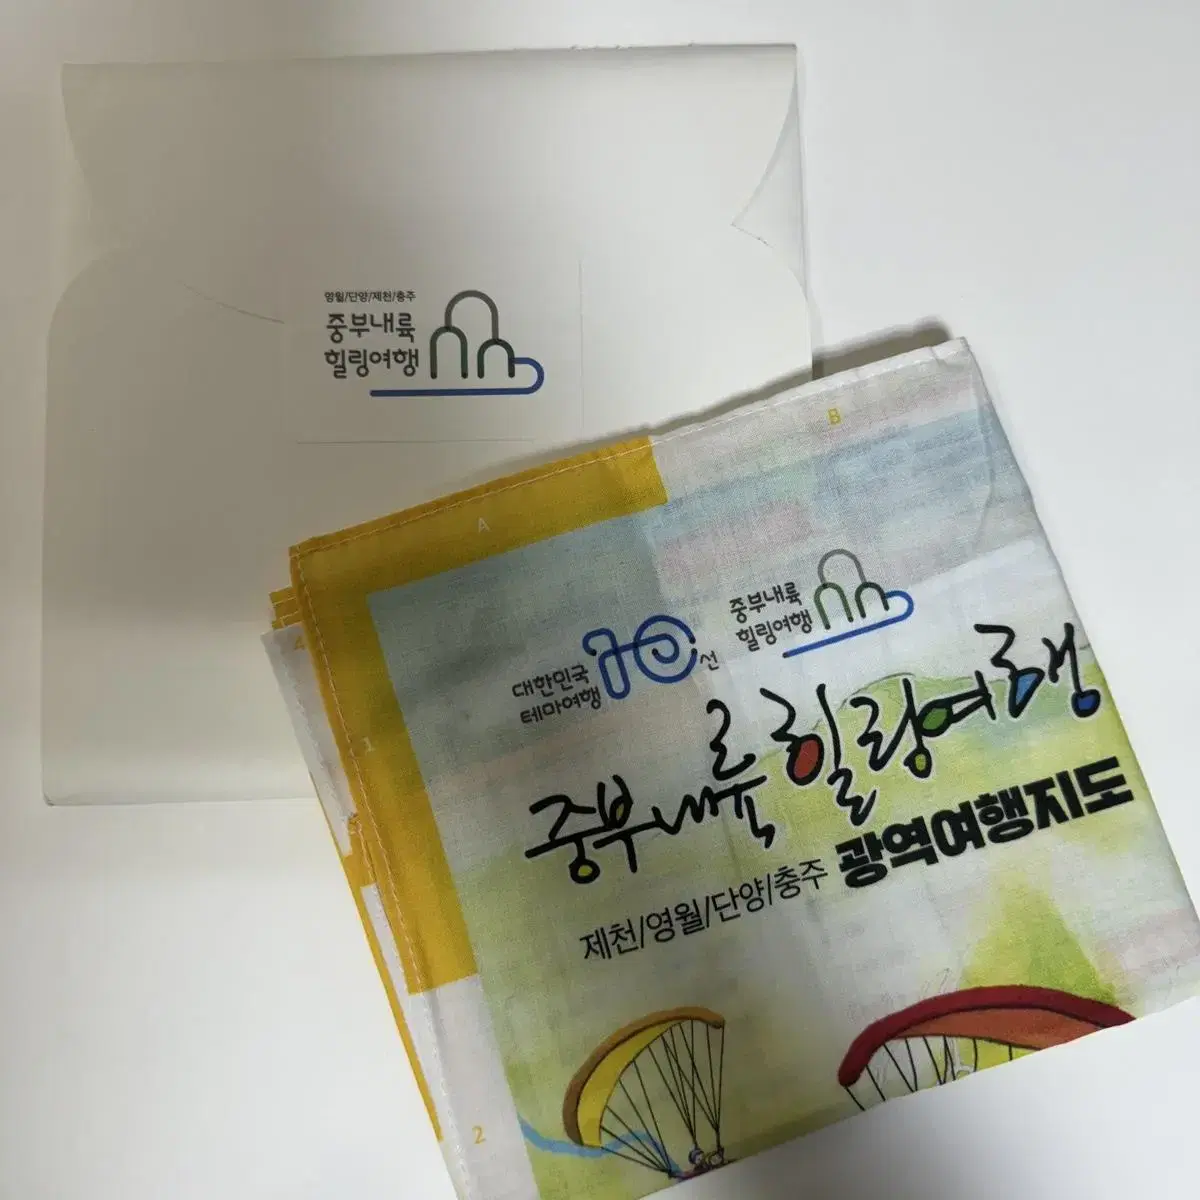 영월/단양/제천/충주
중부내륙
힐링여행
A
B
대한민국
테마여행
10선
중부내륙
힐링여행
중부내륙힐링여행
제천/영월/단양/충주 광역여행지도
4
1
2